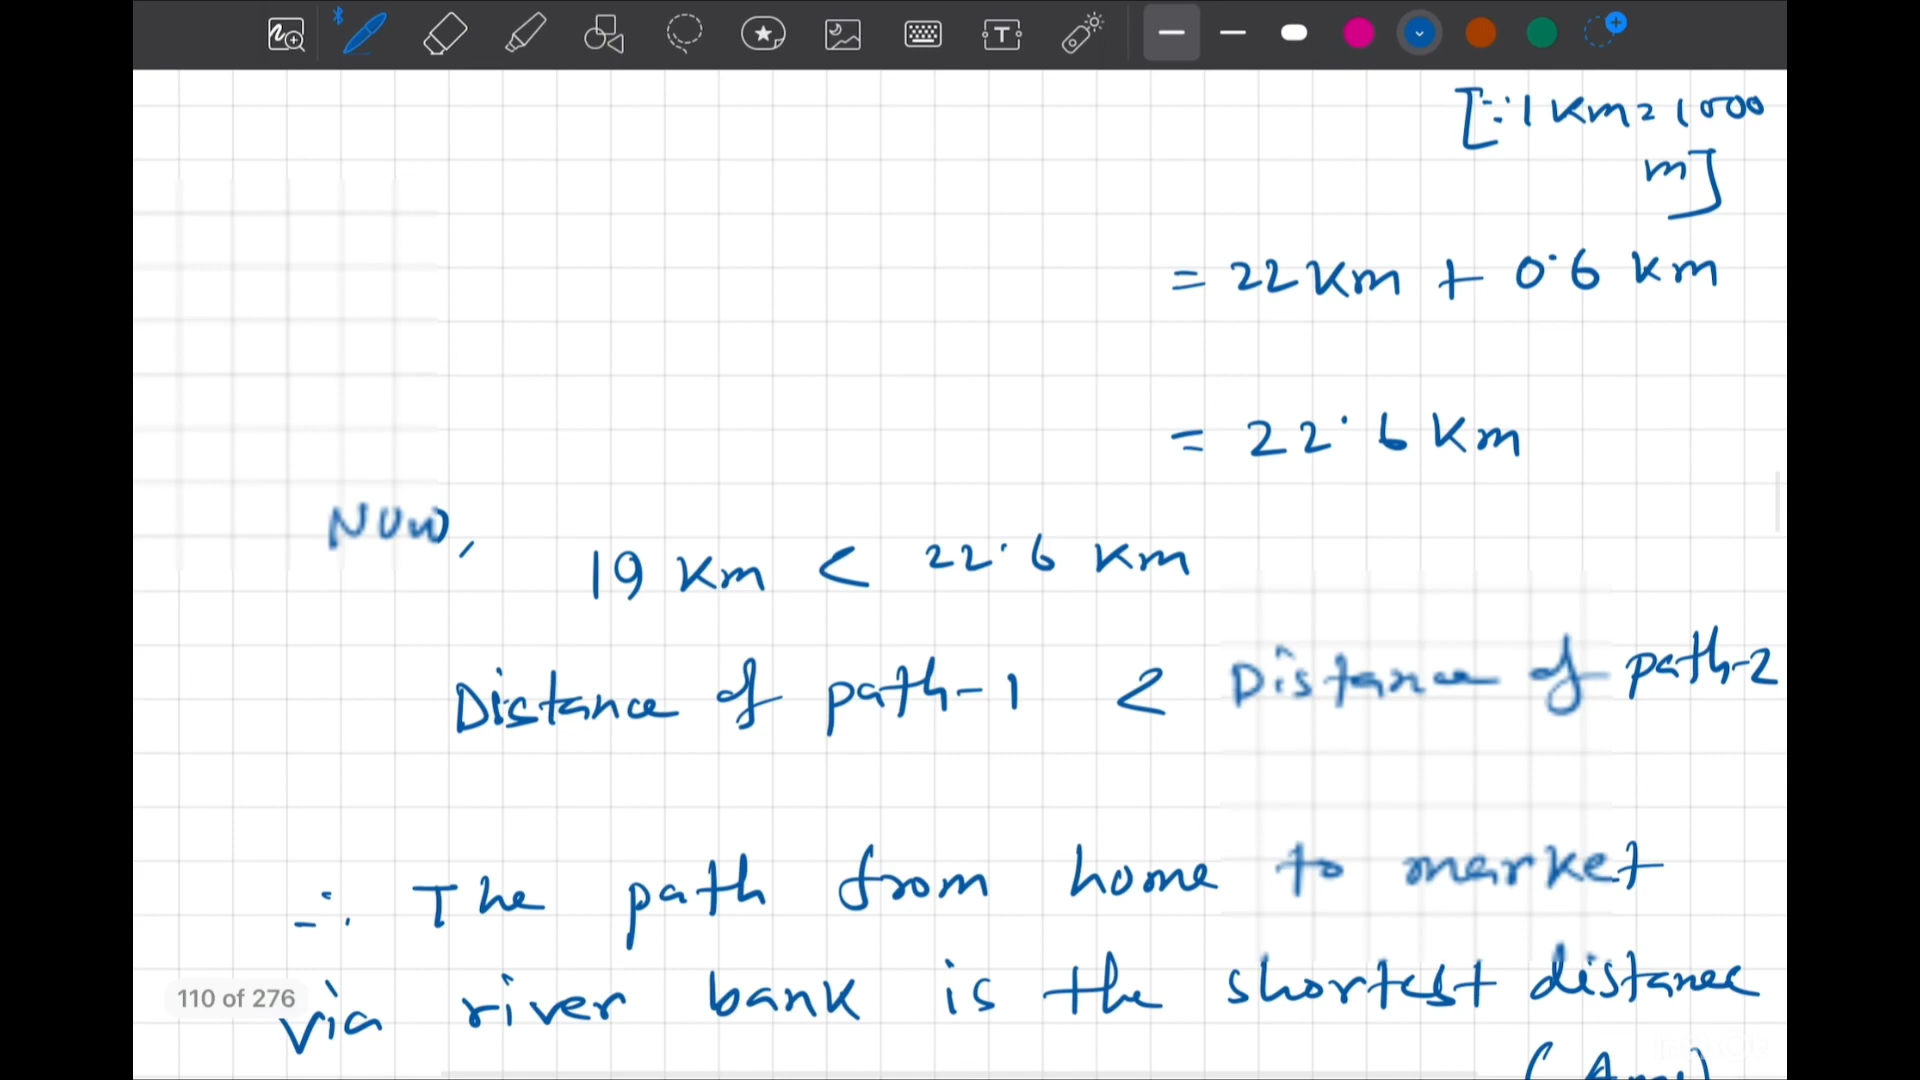 [∵ 1 Km = 1000
m]
= 22 Km + 0.6 Km
= 22.6 Km
Now,
19 Km < 22.6 Km
Distance of path-1 < Distance of path-2
∴ The path from home to market
via river bank is the shortest distance
110 of 276